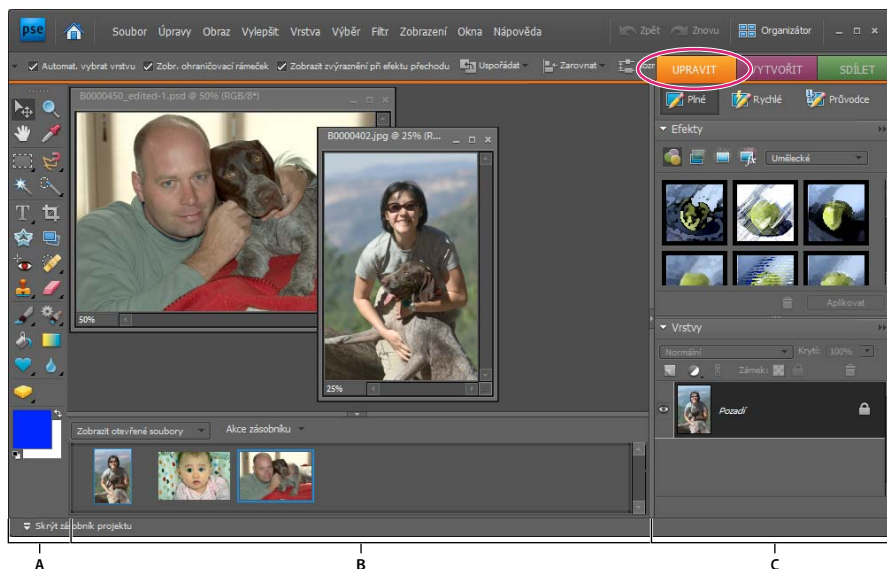 pse Soubor Úpravy Obraz Vylepšit Vrstva Výběr Filtr Zobrazení Okna Nápověda Zpět Znovu Organizátor
Automat. vybrat vrstvu Zobr. ohraničovací rámeček Zobrazit zvýraznění při efektu přechodu Uspořádat Zarovnat UPRAVIT VYTVOŘIT SDÍLET
B0000450_edited-1.psd @ 50% (RGB/8*)
Plné Rychlé Průvodce
B0000402.jpg @ 25% (R...
Efekty
Umělecké
Aplikovat
50%
Vrstvy
Normální Krytí: 100%
Zámek:
25%
Pozadí
Zobrazit otevřené soubory Akce zásobníku
Skrýt zásobník projektu
A B C